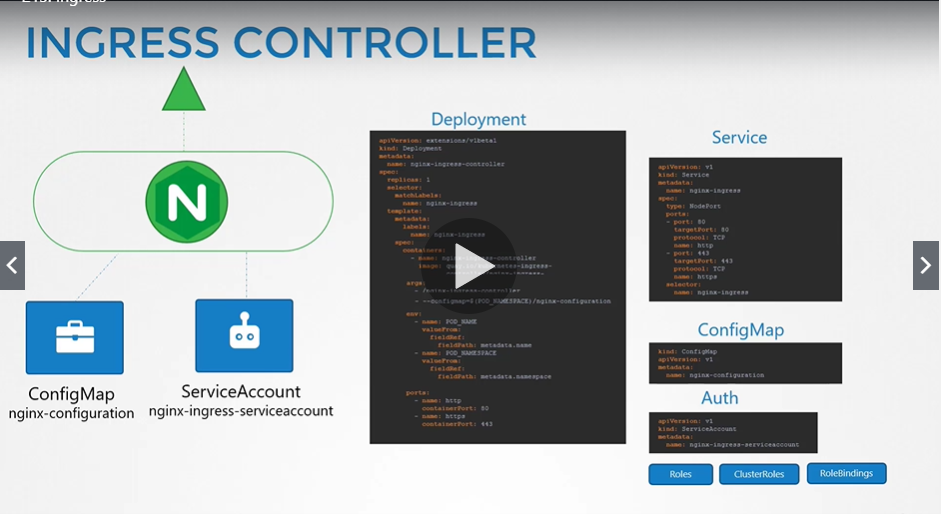 INGRESS CONTROLLER
N
ConfigMap
nginx-configuration
ServiceAccount
nginx-ingress-serviceaccount
Deployment
apiVersion: extensions/v1beta1
kind: Deployment
metadata:
name: nginx-ingress-controller
spec:
replicas: 1
selector:
matchLabels:
name: nginx-ingress
template:
metadata:
labels:
name: nginx-ingress
spec:
containers:
- name: nginx-ingress-controller
image:
args:
- /nginx-ingress-controller
- --configmap=$(POD_NAMESPACE)/nginx-configuration
env:
- name: POD_NAME
valueFrom:
fieldRef:
fieldPath: metadata.name
- name: POD_NAMESPACE
valueFrom:
fieldRef:
fieldPath: metadata.namespace
ports:
- name: http
containerPort: 80
- name: https
containerPort: 443
Service
apiVersion: v1
kind: Service
metadata:
name: nginx-ingress
spec:
type: NodePort
ports:
- port: 80
targetPort: 80
protocol: TCP
name: http
- port: 443
targetPort: 443
protocol: TCP
name: https
selector:
name: nginx-ingress
ConfigMap
kind: ConfigMap
apiVersion: v1
metadata:
name: nginx-configuration
Auth
apiVersion: v1
kind: ServiceAccount
metadata:
name: nginx-ingress-serviceaccount
Roles
ClusterRoles
RoleBindings